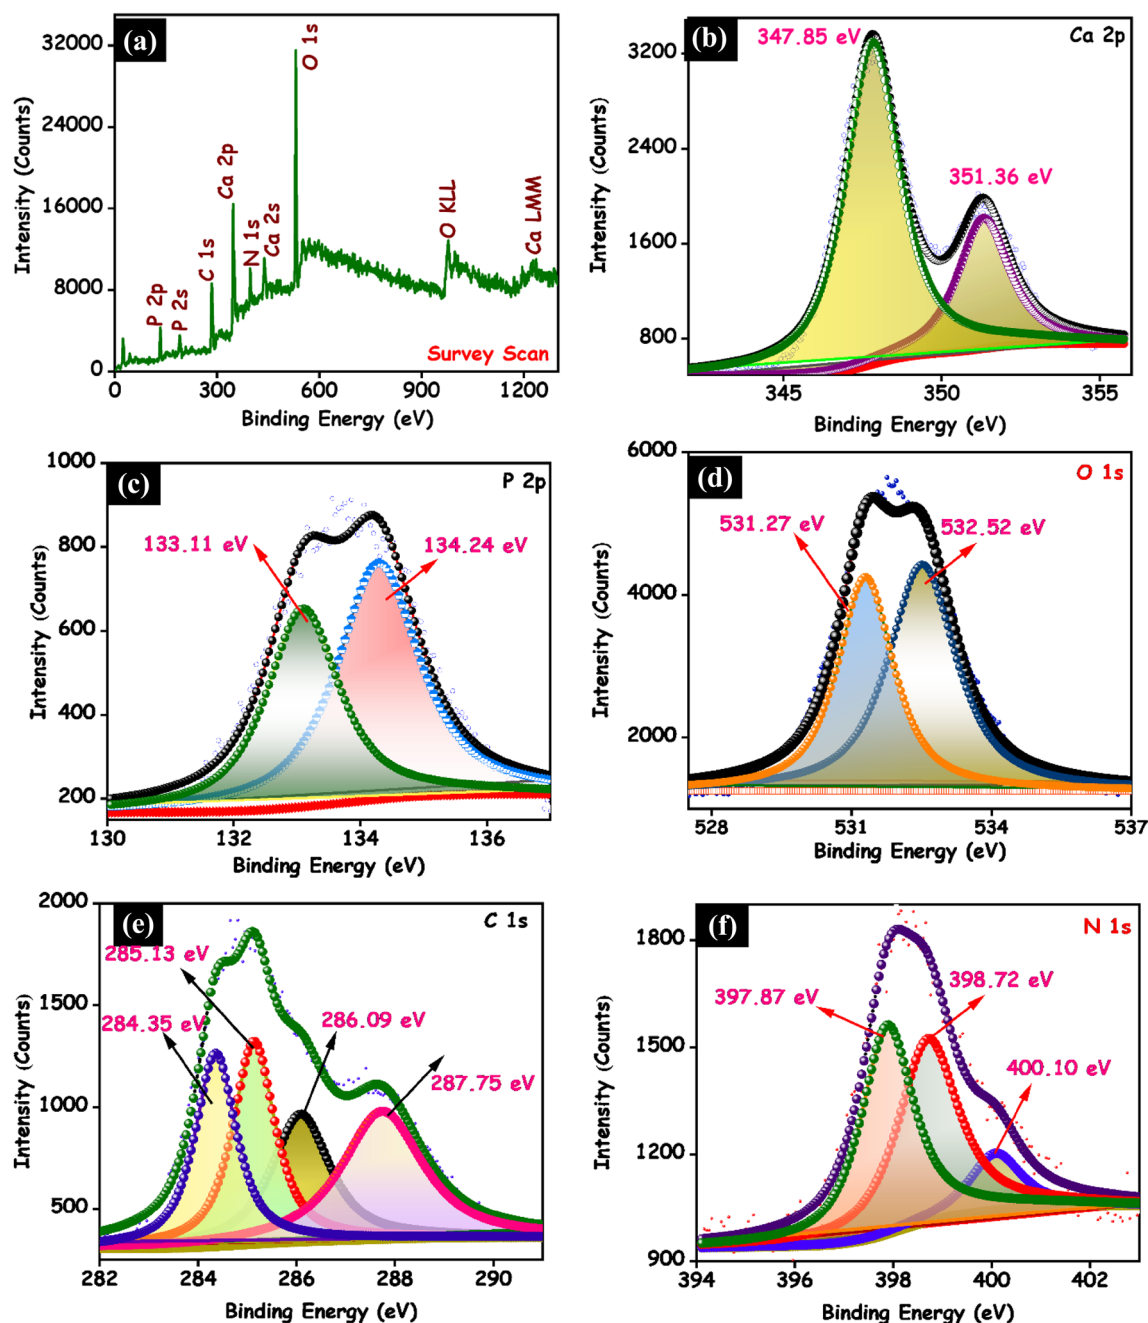 (a)
32000
24000
16000
8000
0
Intensity (Counts)
P 2p
P 2s
C 1s
Ca 2p
N 1s
Ca 2s
O 1s
O KLL
Ca LMM
Survey Scan
0 300 600 900 1200
Binding Energy (eV)
(b)
Ca 2p
347.85 eV
351.36 eV
3200
2400
1600
800
Intensity (Counts)
345 350 355
Binding Energy (eV)
(c)
P 2p
133.11 eV
134.24 eV
1000
800
600
400
200
Intensity (Counts)
130 132 134 136
Binding Energy (eV)
(d)
O 1s
531.27 eV
532.52 eV
6000
4000
2000
Intensity (Counts)
528 531 534 537
Binding Energy (eV)
(e)
C 1s
285.13 eV
284.35 eV
286.09 eV
287.75 eV
2000
1500
1000
500
Intensity (Counts)
282 284 286 288 290
Binding Energy (eV)
(f)
N 1s
397.87 eV
398.72 eV
400.10 eV
1800
1500
1200
900
Intensity (Counts)
394 396 398 400 402
Binding Energy (eV)